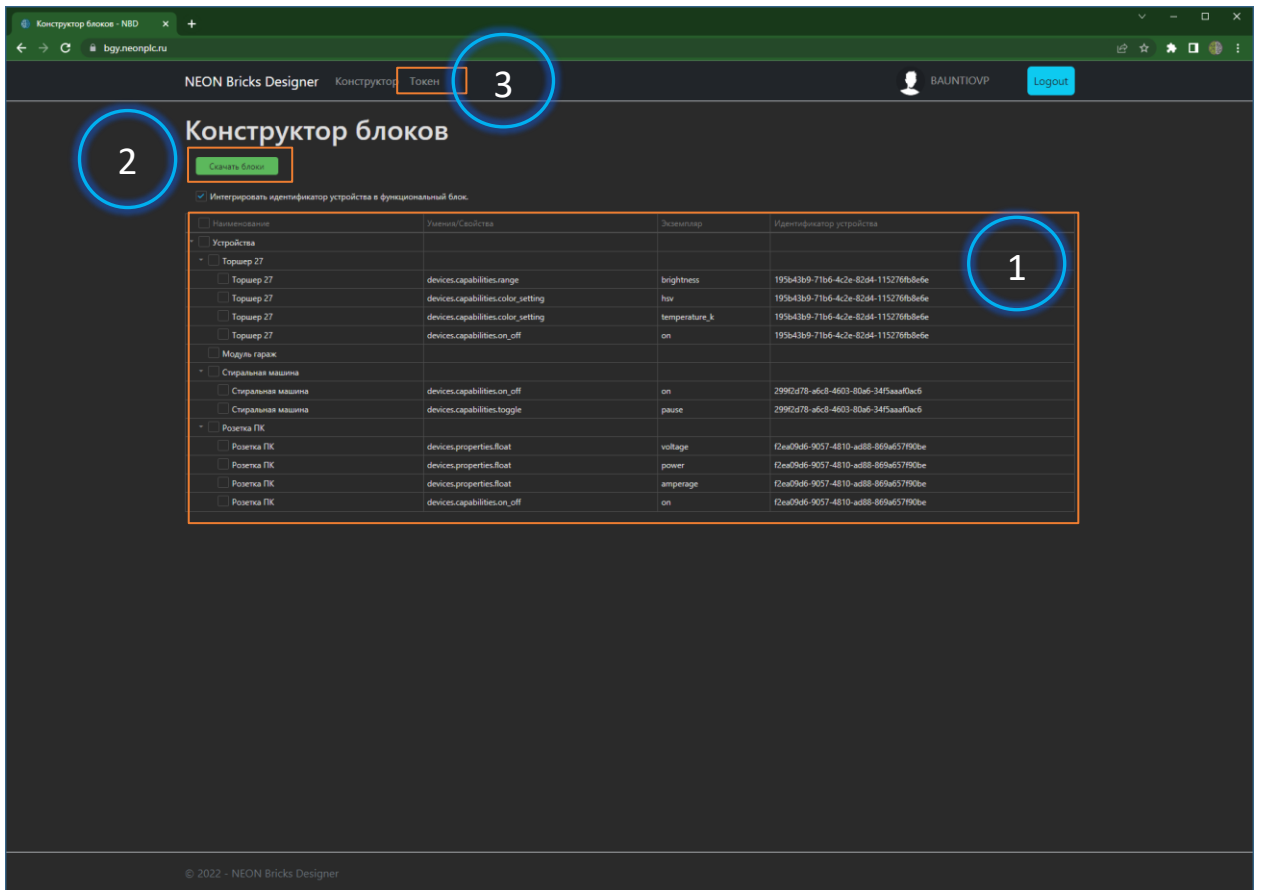 Конструктор блоков - NBD
bgy.neonplc.ru
NEON Bricks Designer Конструктор Токен 3 BAUNTIOVP Logout
Конструктор блоков
2
Скачать блоки
Интегрировать идентификатор устройства в функциональный блок.
Наименование Умения/Свойства Экземпляр Идентификатор устройства
1
Устройства
Торшер 27
Торшер 27 devices.capabilities.range brightness 195b43b9-71b6-4c2e-82d4-115276fb8e6e
Торшер 27 devices.capabilities.color_setting hsv 195b43b9-71b6-4c2e-82d4-115276fb8e6e
Торшер 27 devices.capabilities.color_setting temperature_k 195b43b9-71b6-4c2e-82d4-115276fb8e6e
Торшер 27 devices.capabilities.on_off on 195b43b9-71b6-4c2e-82d4-115276fb8e6e
Модуль гараж
Стиральная машина
Стиральная машина devices.capabilities.on_off on 299f2d78-a6c8-4603-80a6-34f5aaaf0ac6
Стиральная машина devices.capabilities.toggle pause 299f2d78-a6c8-4603-80a6-34f5aaaf0ac6
Розетка ПК
Розетка ПК devices.properties.float voltage f2ea09d6-9057-4810-ad88-869a657f90be
Розетка ПК devices.properties.float power f2ea09d6-9057-4810-ad88-869a657f90be
Розетка ПК devices.properties.float amperage f2ea09d6-9057-4810-ad88-869a657f90be
Розетка ПК devices.capabilities.on_off on f2ea09d6-9057-4810-ad88-869a657f90be
© 2022 - NEON Bricks Designer